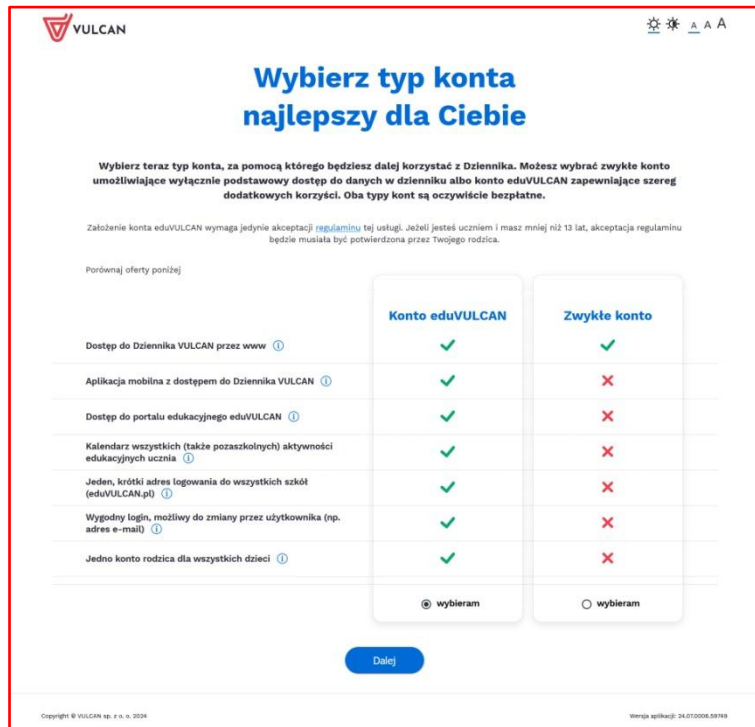 VULCAN
A A A
Wybierz typ konta
najlepszy dla Ciebie
Wybierz teraz typ konta, za pomocą którego będziesz dalej korzystać z Dziennika. Możesz wybrać zwykłe konto
umożliwiające wyłącznie podstawowy dostęp do danych w dzienniku albo konto eduVULCAN zapewniające szereg
dodatkowych korzyści. Oba typy kont są oczywiście bezpłatne.
Założenie konta eduVULCAN wymaga jedynie akceptacji regulaminu tej usługi. Jeżeli jesteś uczniem i masz mniej niż 13 lat, akceptacja regulaminu
będzie musiała być potwierdzona przez Twojego rodzica.
Porównaj oferty poniżej
Konto eduVULCAN Zwykłe konto
Dostęp do Dziennika VULCAN przez www
Aplikacja mobilna z dostępem do Dziennika VULCAN
Dostęp do portalu edukacyjnego eduVULCAN
Kalendarz wszystkich (także pozaszkolnych) aktywności
edukacyjnych ucznia
Jeden, krótki adres logowania do wszystkich szkół
(eduVULCAN.pl)
Wygodny login, możliwy do zmiany przez użytkownika (np.
adres e-mail)
Jedno konto rodzica dla wszystkich dzieci
wybieram wybieram
Dalej
Copyright © VULCAN sp. z o. o. 2024 Wersja aplikacji: 24.07.0006.59749